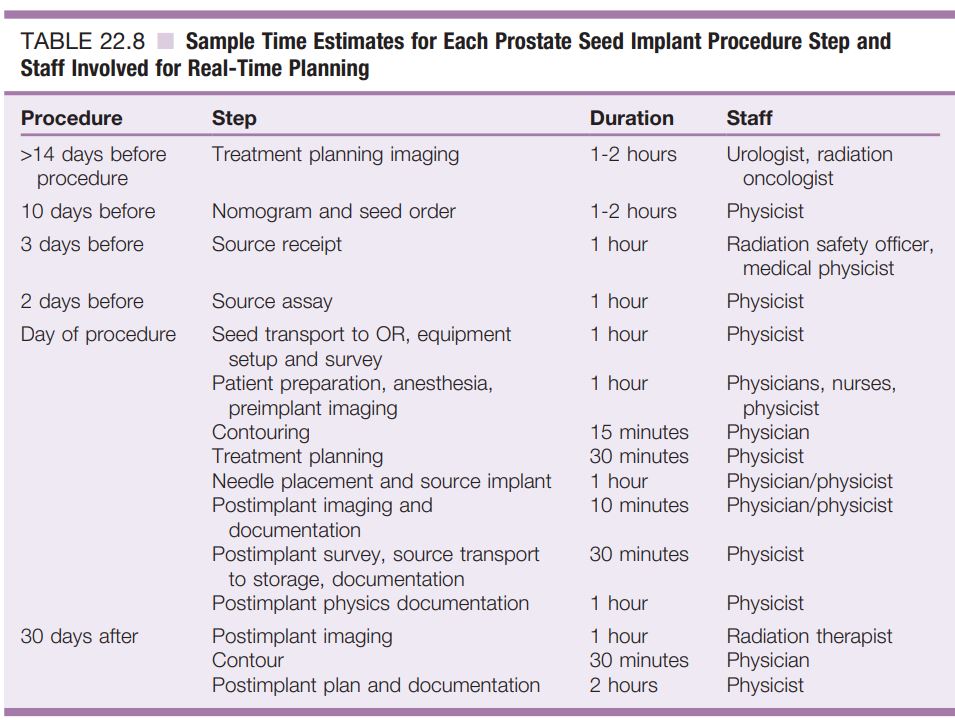 TABLE 22.8 Sample Time Estimates for Each Prostate Seed Implant Procedure Step and
Staff Involved for Real-Time Planning
Procedure Step Duration Staff
>14 days before Treatment planning imaging 1-2 hours Urologist, radiation
procedure oncologist
10 days before Nomogram and seed order 1-2 hours Physicist
3 days before Source receipt 1 hour Radiation safety officer,
medical physicist
2 days before Source assay 1 hour Physicist
Day of procedure Seed transport to OR, equipment 1 hour Physicist
setup and survey
Patient preparation, anesthesia, 1 hour Physicians, nurses,
preimplant imaging physicist
Contouring 15 minutes Physician
Treatment planning 30 minutes Physicist
Needle placement and source implant 1 hour Physician/physicist
Postimplant imaging and 10 minutes Physician/physicist
documentation
Postimplant survey, source transport 30 minutes Physicist
to storage, documentation
Postimplant physics documentation 1 hour Physicist
30 days after Postimplant imaging 1 hour Radiation therapist
Contour 30 minutes Physician
Postimplant plan and documentation 2 hours Physicist